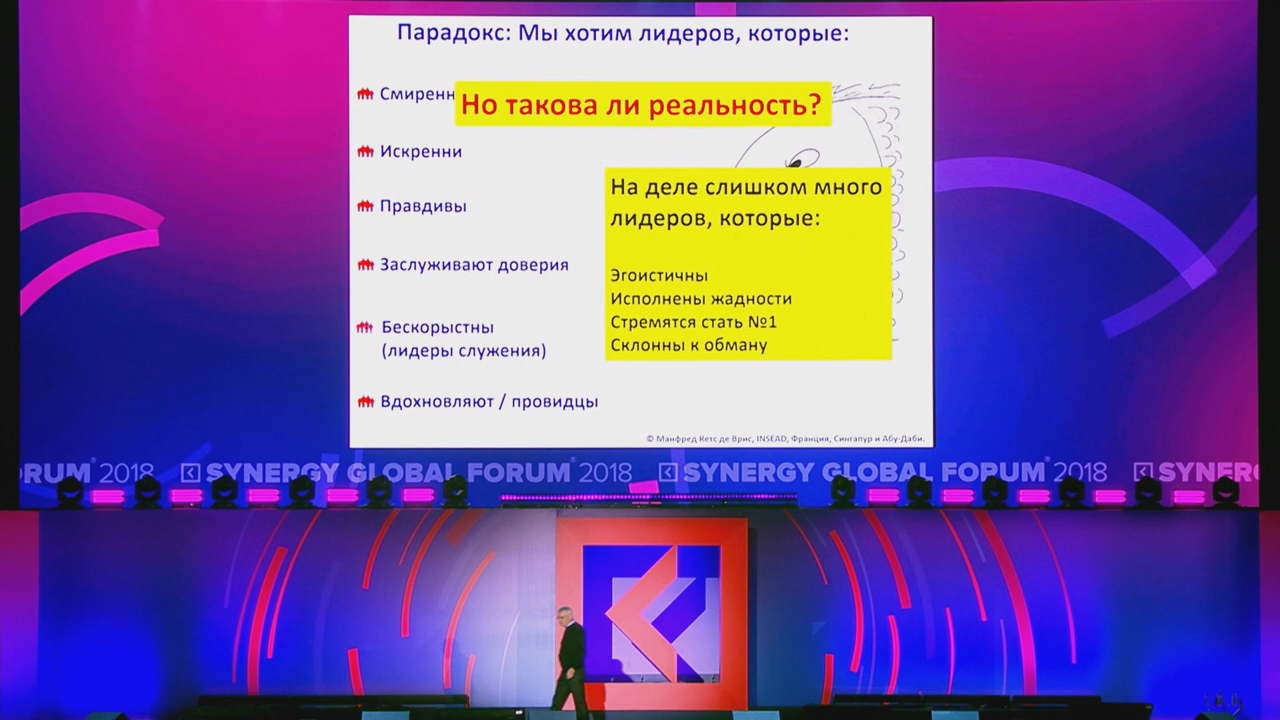 Парадокс: Мы хотим лидеров, которые:
Но такова ли реальность?
Искренни
Правдивы
Заслуживают доверия
Бескорыстны
(лидеры служения)
Вдохновляют / провидцы
На деле слишком много
лидеров, которые:
Эгоистичны
Исполнены жадности
Стремятся стать №1
Склонны к обману
© Манфред Кетс де Врис, INSEAD, Франция, Сингапур и Абу-Даби.
FORUM 2018 SYNERGY GLOBAL FORUM 2018 SYNERGY GLOBAL FORUM 2018